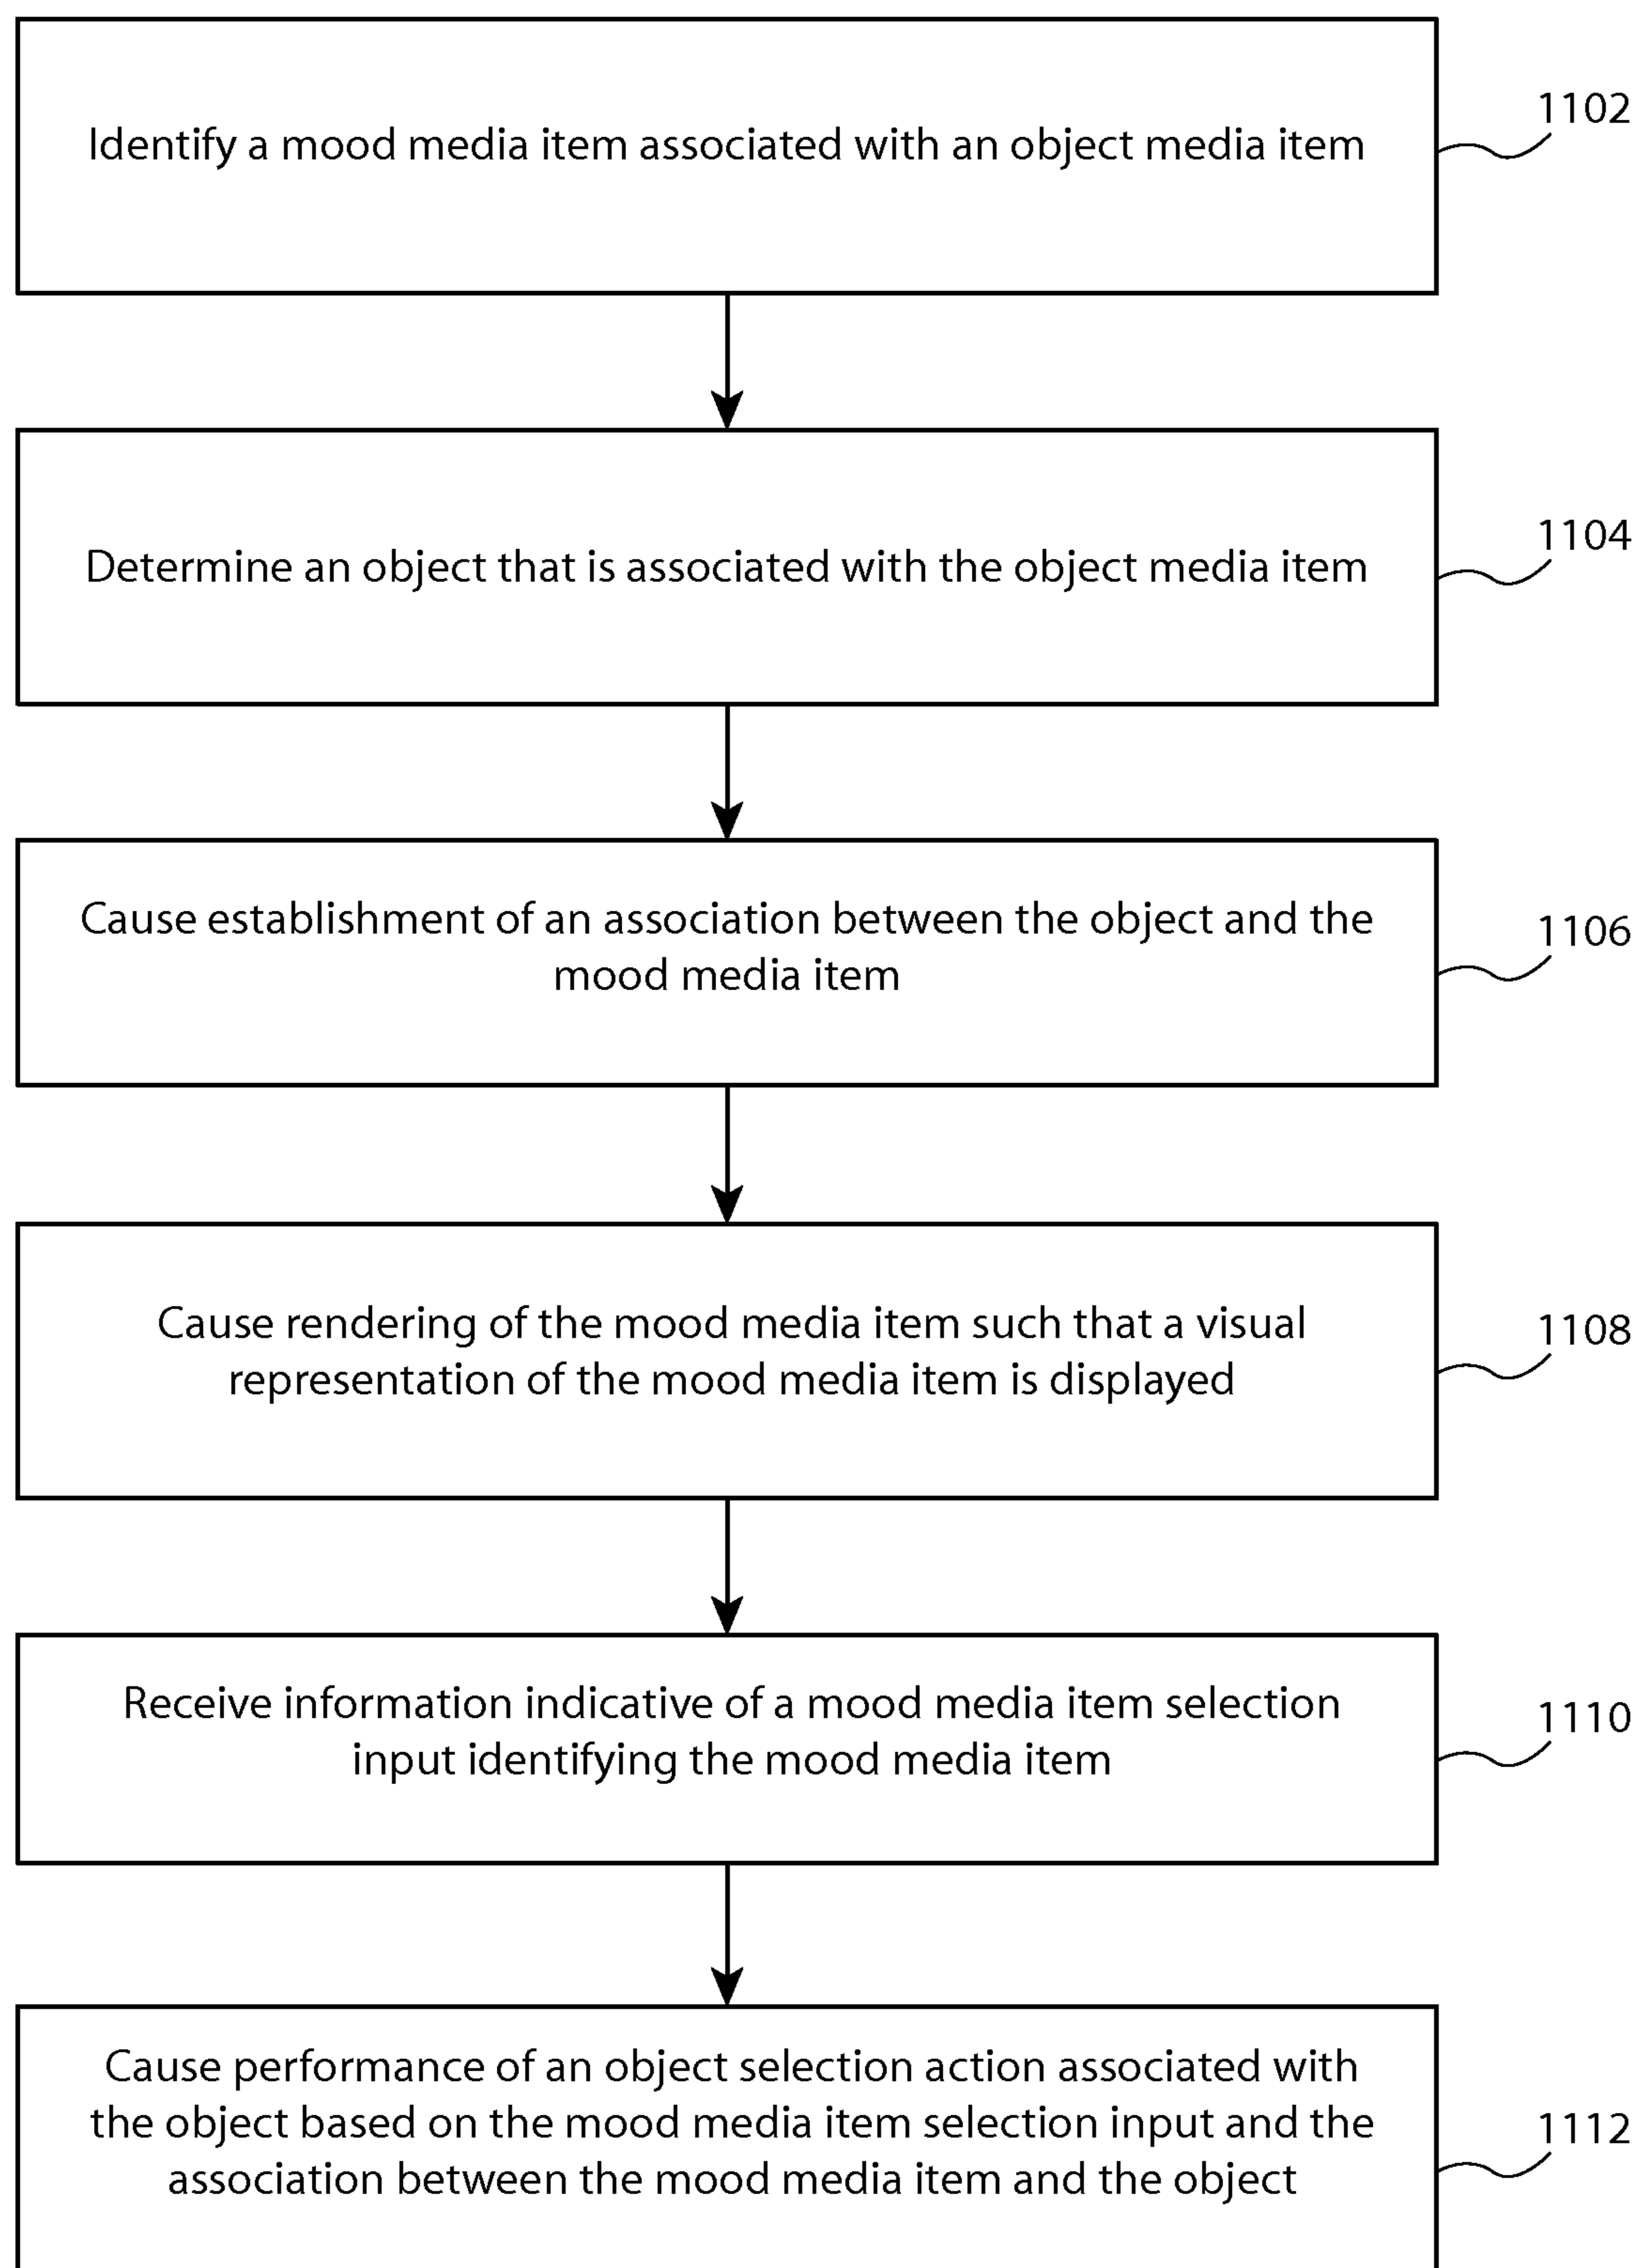 Identify a mood media item associated with an object media item
1102
Determine an object that is associated with the object media item
1104
Cause establishment of an association between the object and the
mood media item
1106
Cause rendering of the mood media item such that a visual
representation of the mood media item is displayed
1108
Receive information indicative of a mood media item selection
input identifying the mood media item
1110
Cause performance of an object selection action associated with
the object based on the mood media item selection input and the
association between the mood media item and the object
1112